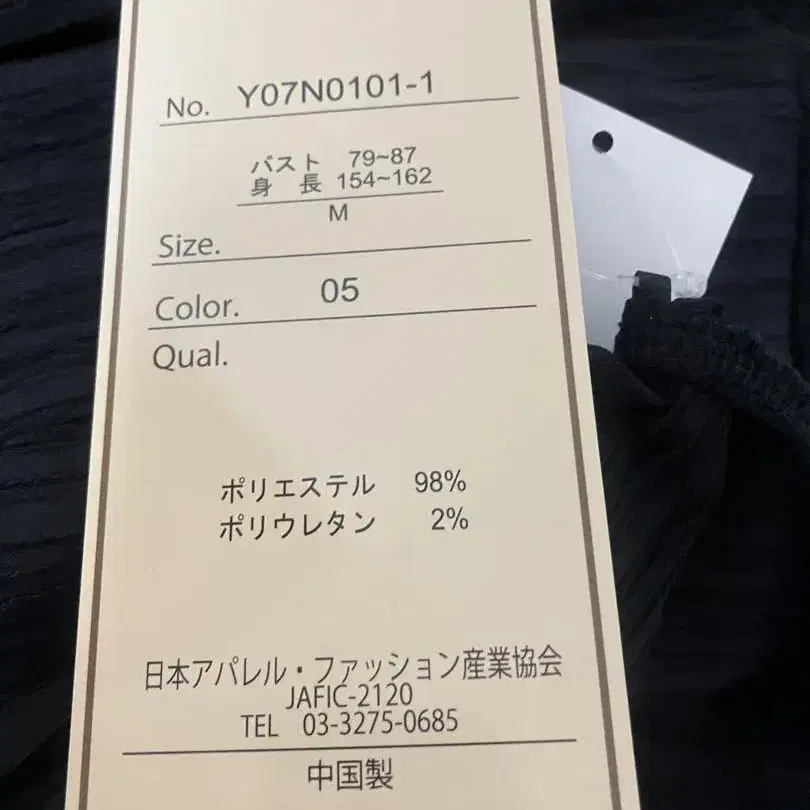 No. Y07N0101-1
バスト 79~87
身 長 154~162
M
Size.
Color. 05
Qual.
ポリエステル 98%
ポリウレタン 2%
日本アパレル・ファッション産業協会
JAFIC-2120
TEL 03-3275-0685
中国製